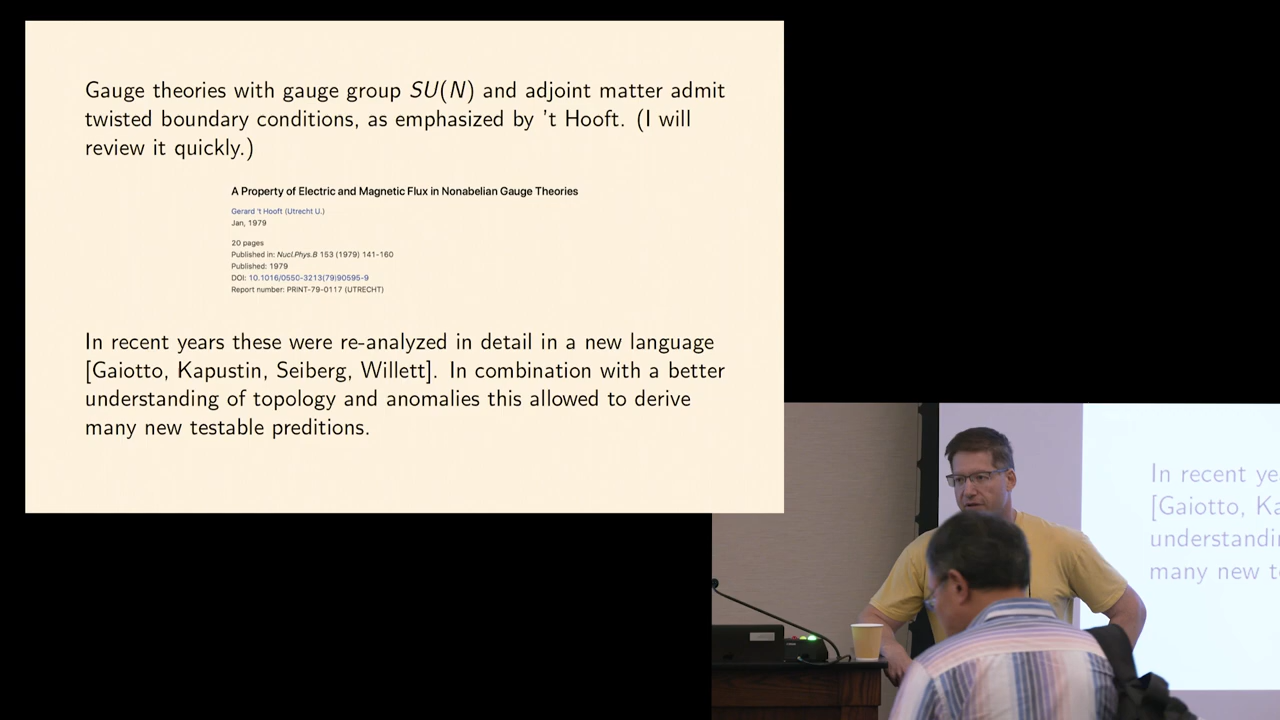 Gauge theories with gauge group SU(N) and adjoint matter admit
twisted boundary conditions, as emphasized by 't Hooft. (I will
review it quickly.)
A Property of Electric and Magnetic Flux in Nonabelian Gauge Theories
Gerard 't Hooft (Utrecht U.)
Jan, 1979
20 pages
Published in: Nucl.Phys.B 153 (1979) 141-160
Published: 1979
DOI: 10.1016/0550-3213(79)90595-9
Report number: PRINT-79-0117 (UTRECHT)
In recent years these were re-analyzed in detail in a new language
[Gaiotto, Kapustin, Seiberg, Willett]. In combination with a better
understanding of topology and anomalies this allowed to derive
many new testable preditions.
In recent ye
[Gaiotto, Ka
understandi
many new t